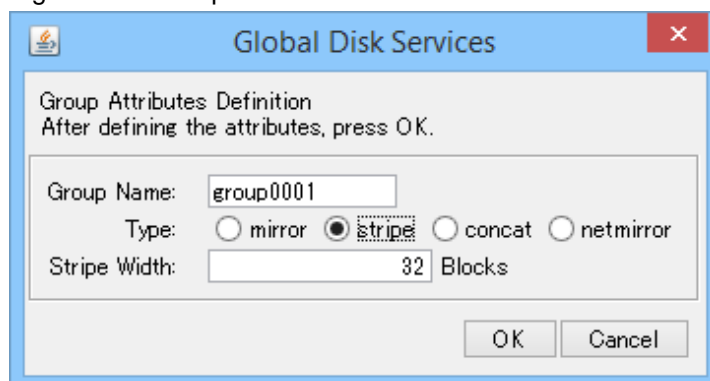 Global Disk Services
Group Attributes Definition
After defining the attributes, press OK.
Group Name: group0001
Type: mirror stripe concat netmirror
Stripe Width: 32 Blocks
OK Cancel